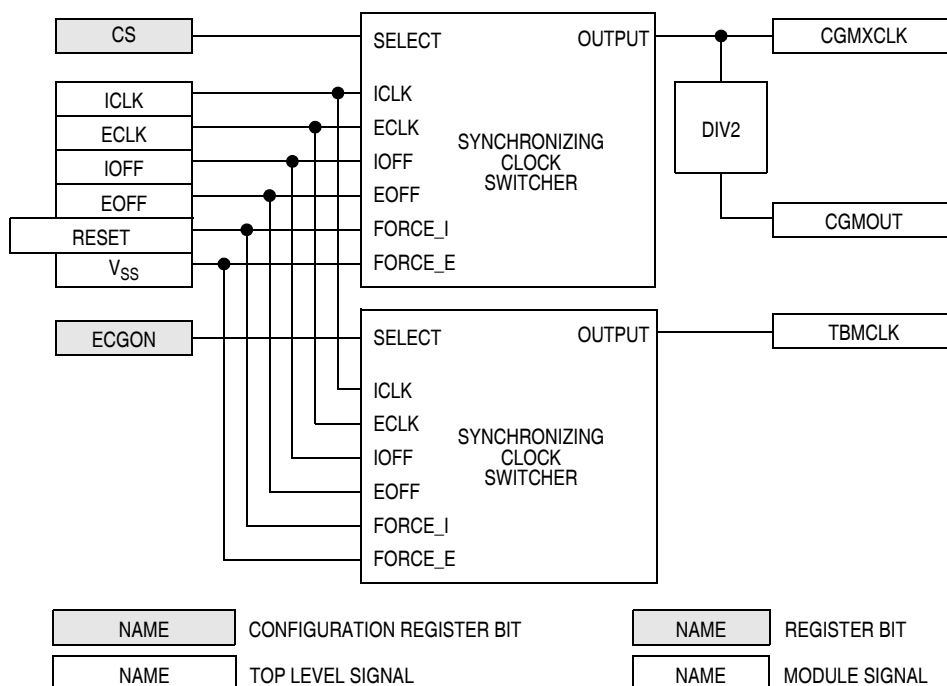 CS
SELECT
OUTPUT
CGMXCLK
ICLK
ICLK
ECLK
ECLK
DIV2
SYNCHRONIZING
CLOCK
SWITCHER
IOFF
IOFF
EOFF
EOFF
RESET
FORCE_I
CGMOUT
VSS
FORCE_E
ECGON
SELECT
OUTPUT
TBMCLK
ICLK
ECLK
SYNCHRONIZING
CLOCK
SWITCHER
IOFF
EOFF
FORCE_I
FORCE_E
NAME CONFIGURATION REGISTER BIT
NAME REGISTER BIT
NAME TOP LEVEL SIGNAL
NAME MODULE SIGNAL